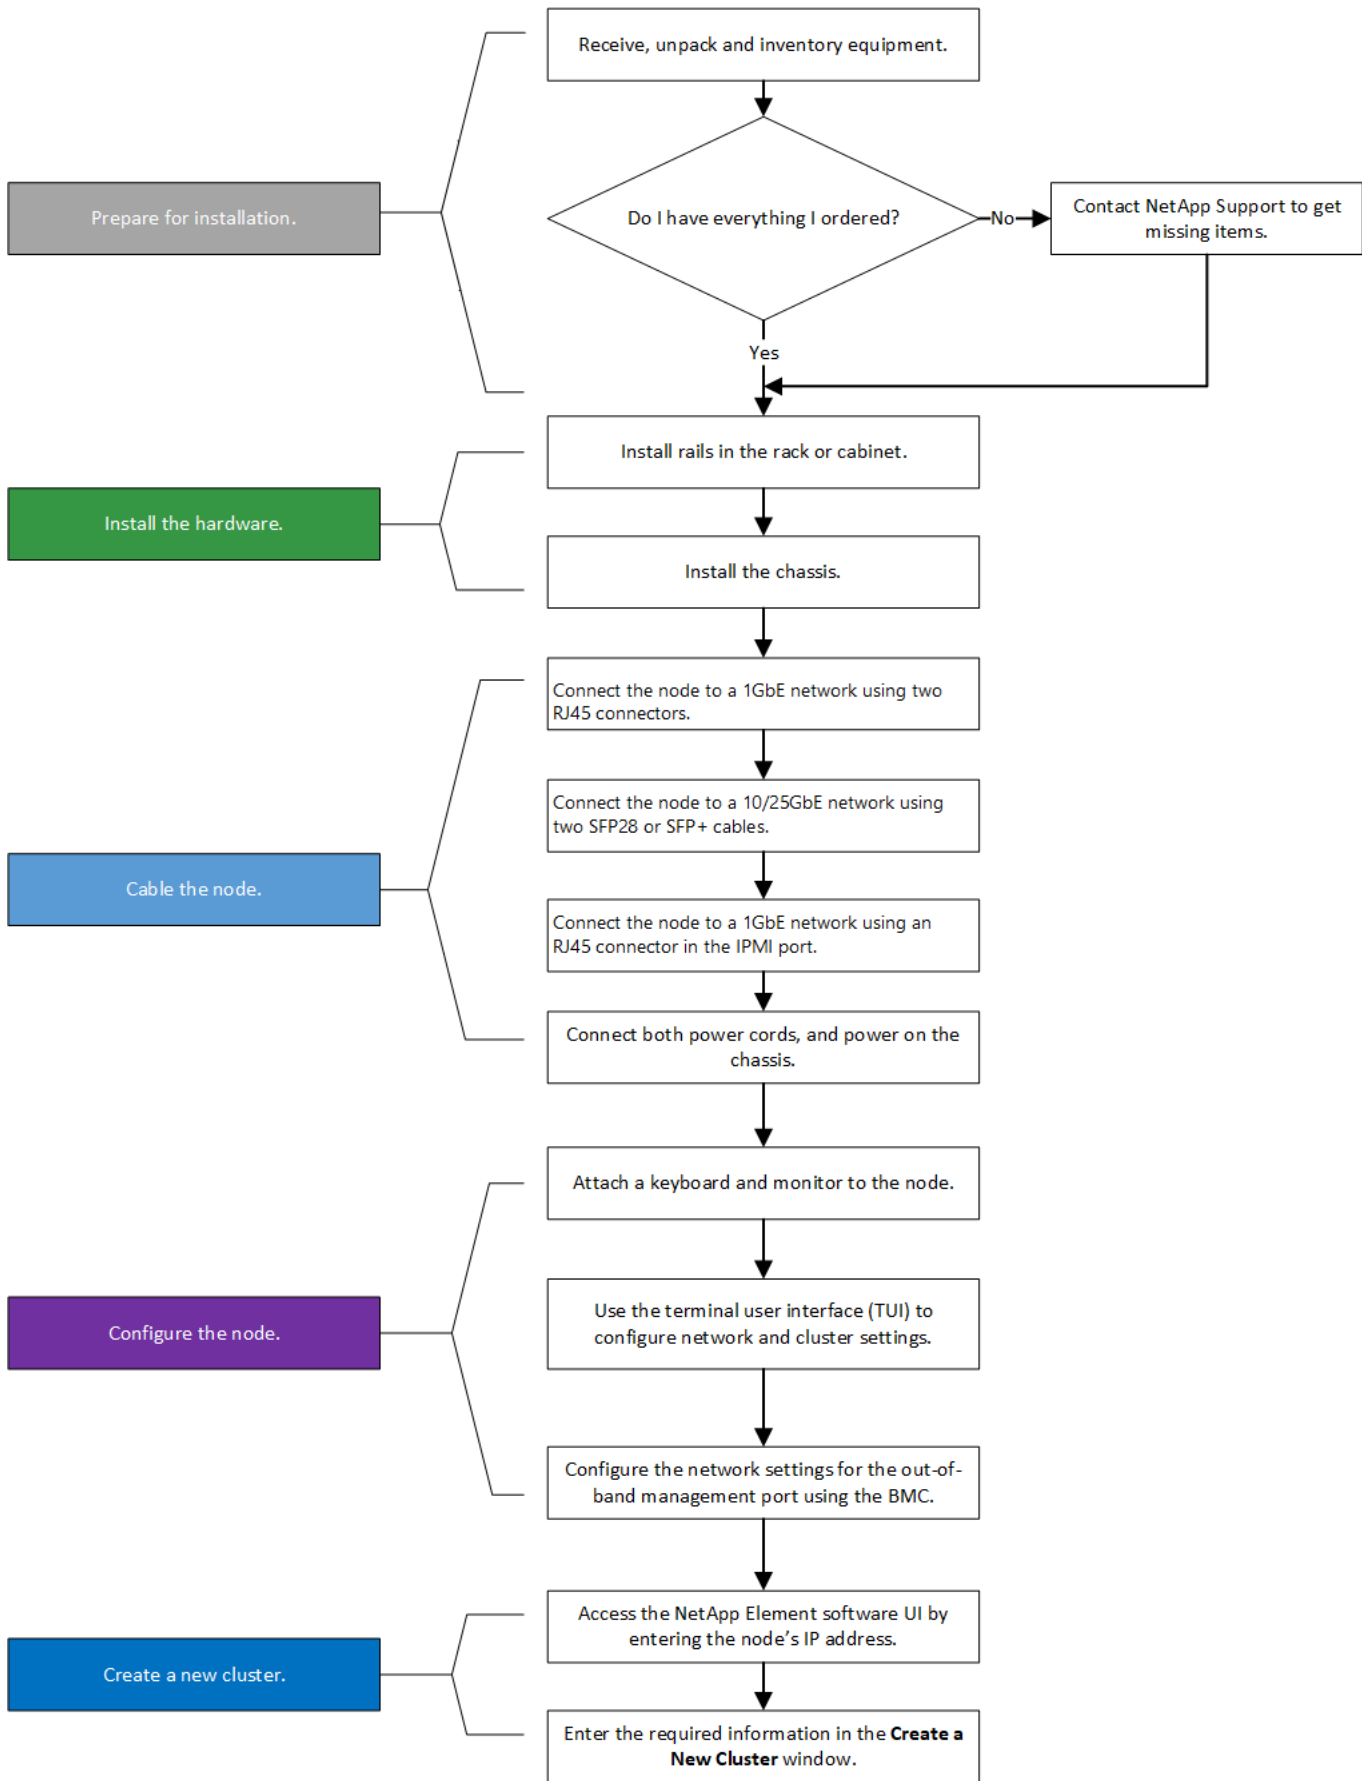 Receive, unpack and inventory equipment.
Prepare for installation.
Do I have everything I ordered?
No
Contact NetApp Support to get
missing items.
Yes
Install rails in the rack or cabinet.
Install the hardware.
Install the chassis.
Connect the node to a 1GbE network using two
RJ45 connectors.
Connect the node to a 10/25GbE network using
two SFP28 or SFP+ cables.
Cable the node.
Connect the node to a 1GbE network using an
RJ45 connector in the IPMI port.
Connect both power cords, and power on the
chassis.
Attach a keyboard and monitor to the node.
Use the terminal user interface (TUI) to
configure network and cluster settings.
Configure the node.
Configure the network settings for the out-of-
band management port using the BMC.
Access the NetApp Element software UI by
entering the node’s IP address.
Create a new cluster.
Enter the required information in the Create a
New Cluster window.